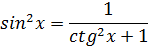 sin²x = 1 / (ctg²x + 1)